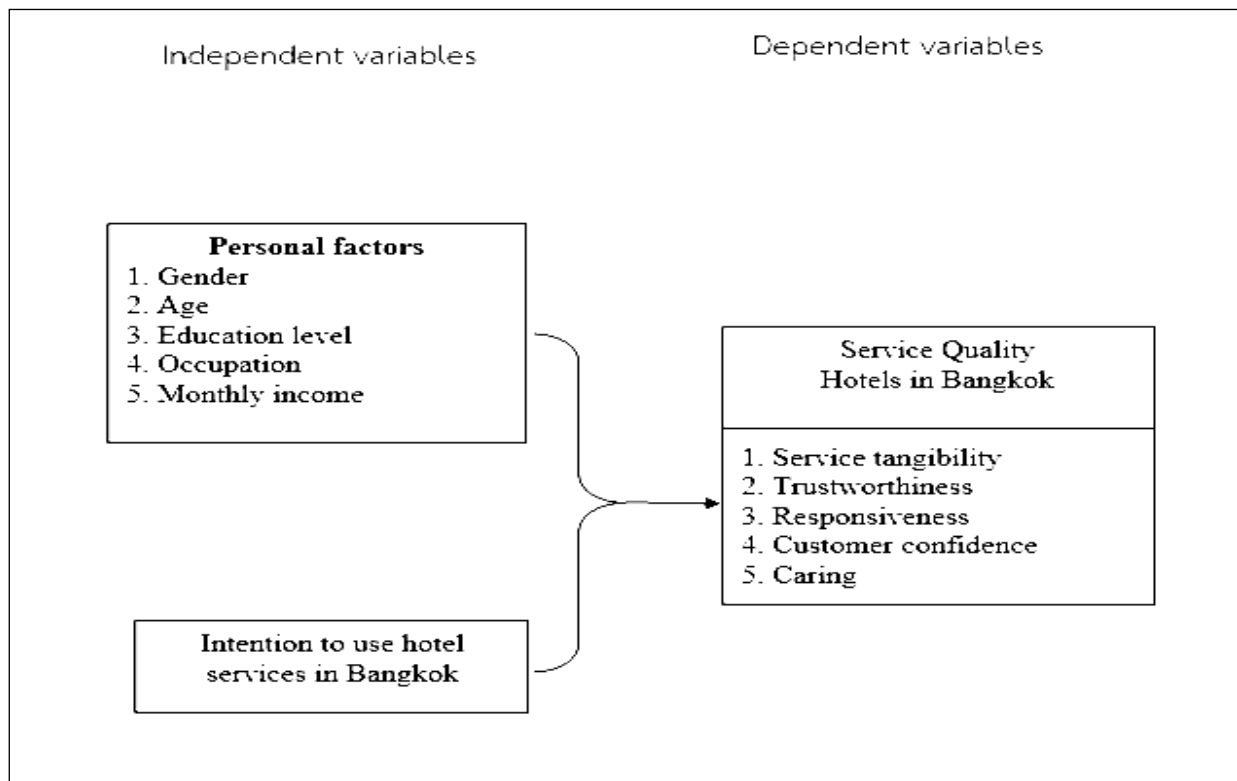 Independent variables
Dependent variables
Personal factors
1. Gender
2. Age
3. Education level
4. Occupation
5. Monthly income
Service Quality
Hotels in Bangkok
1. Service tangibility
2. Trustworthiness
3. Responsiveness
4. Customer confidence
5. Caring
Intention to use hotel
services in Bangkok